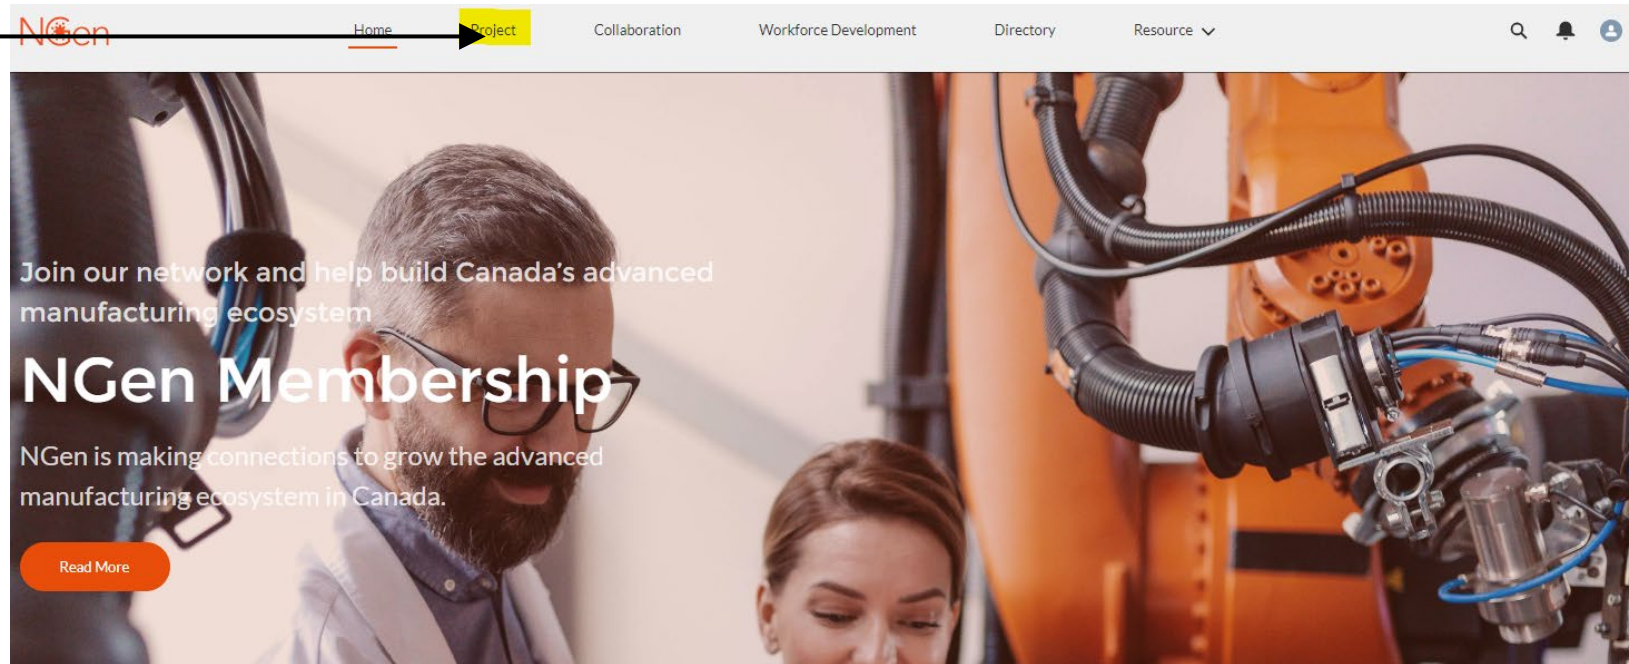 NGen
Home Project Collaboration Workforce Development Directory Resource
Join our network and help build Canada's advanced
manufacturing ecosystem
NGen Membership
NGen is making connections to grow the advanced
manufacturing ecosystem in Canada.
Read More